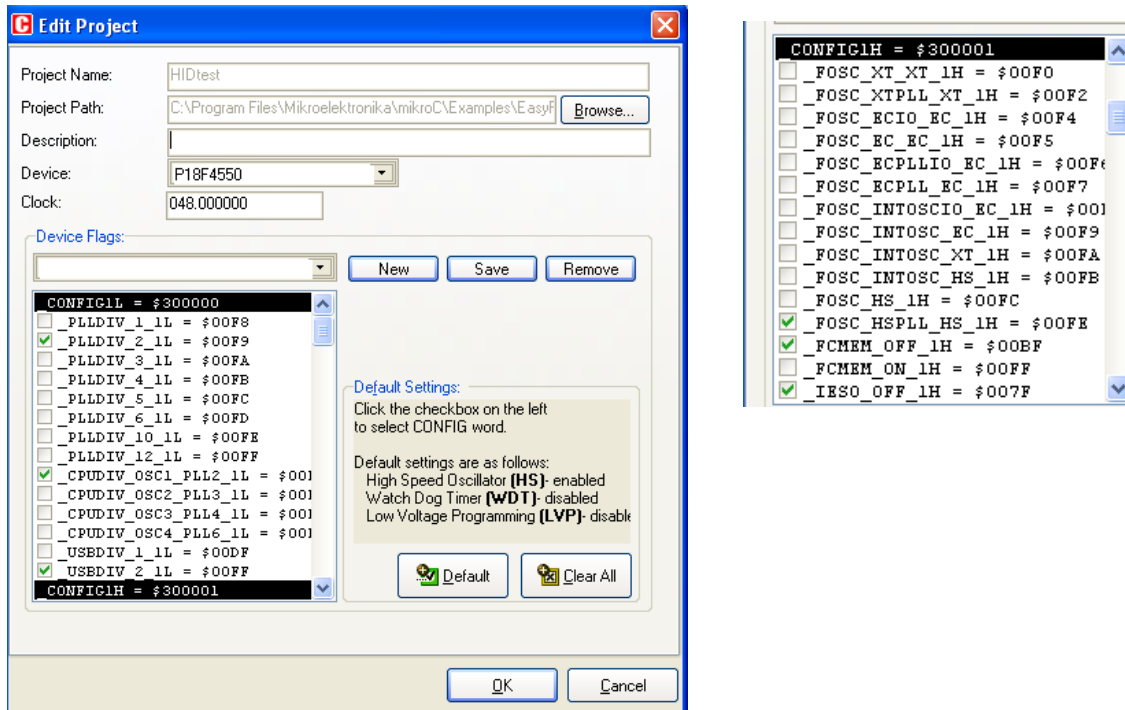 Edit Project
Project Name: HIDtest
Project Path: C:\Program Files\Mikroelektronika\mikroC\Examples\EasyF Browse...
Description:
Device: P18F4550
Clock: 048.000000
Device Flags:
New Save Remove
_CONFIG1L = $300000
_PLLDIV_1_1L = $00F8
_PLLDIV_2_1L = $00F9
_PLLDIV_3_1L = $00FA
_PLLDIV_4_1L = $00FB
_PLLDIV_5_1L = $00FC
_PLLDIV_6_1L = $00FD
_PLLDIV_10_1L = $00FE
_PLLDIV_12_1L = $00FF
_CPUDIV_OSC1_PLL2_1L = $00
_CPUDIV_OSC2_PLL3_1L = $00
_CPUDIV_OSC3_PLL4_1L = $00
_CPUDIV_OSC4_PLL6_1L = $00
_USBDIV_1_1L = $00DF
_USBDIV_2_1L = $00FF
_CONFIG1H = $300001
Default Settings:
Click the checkbox on the left
to select CONFIG word.
Default settings are as follows:
High Speed Oscillator (HS)- enabled
Watch Dog Timer (WDT)- disabled
Low Voltage Programming (LVP)- disable
Default Clear All
OK Cancel
_CONFIG1H = $300001
_FOSC_XT_XT_1H = $00F0
_FOSC_XTPLL_XT_1H = $00F2
_FOSC_ECIO_EC_1H = $00F4
_FOSC_EC_EC_1H = $00F5
_FOSC_ECPLLIO_EC_1H = $00F6
_FOSC_ECPLL_EC_1H = $00F7
_FOSC_INTOSCIO_EC_1H = $00
_FOSC_INTOSC_EC_1H = $00F9
_FOSC_INTOSC_XT_1H = $00FA
_FOSC_INTOSC_HS_1H = $00FB
_FOSC_HS_1H = $00FC
_FOSC_HSPLL_HS_1H = $00FE
_FCMEM_OFF_1H = $00BF
_FCMEM_ON_1H = $00FF
_IESO_OFF_1H = $007F